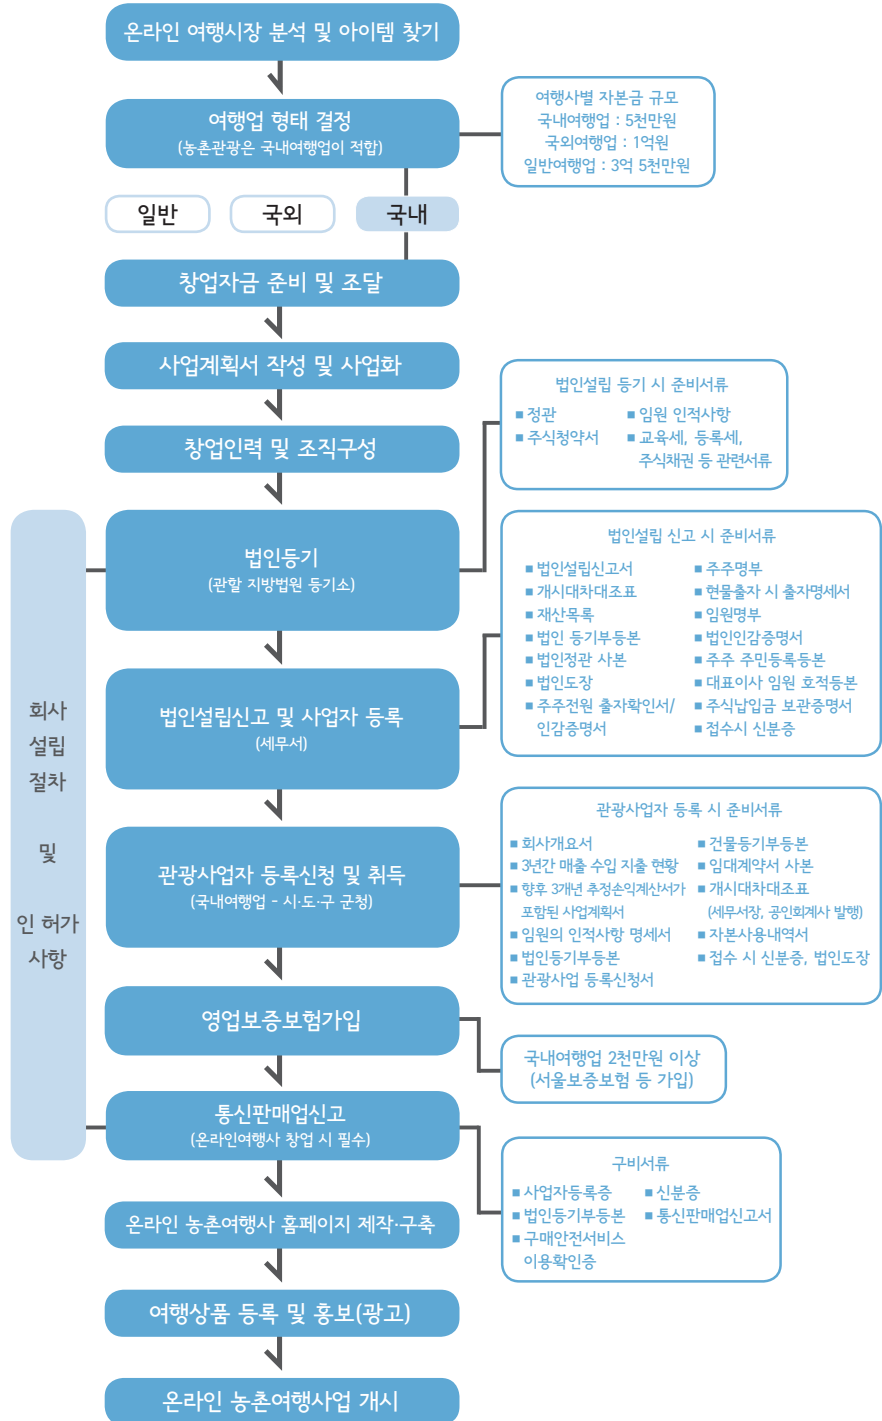 온라인 여행시장 분석 및 아이템 찾기
여행업 형태 결정
(농촌관광은 국내여행업이 적합)
여행사별 자본금 규모
국내여행업 : 5천만원
국외여행업 : 1억원
일반여행업 : 3억 5천만원
일반
국외
국내
창업자금 준비 및 조달
사업계획서 작성 및 사업화
창업인력 및 조직구성
법인설립 등기 시 준비서류
■ 정관
■ 주식청약서
■ 임원 인적사항
■ 교육세, 등록세,
주식채권 등 관련서류
회사
설립
절차
및
인 허가
사항
법인등기
(관할 지방법원 등기소)
법인설립 신고 시 준비서류
■ 법인설립신고서
■ 개시대차대조표
■ 재산목록
■ 법인 등기부등본
■ 법인정관 사본
■ 법인도장
■ 주주전원 출자확인서/
인감증명서
■ 주주명부
■ 현물출자 시 출자명세서
■ 임원명부
■ 법인인감증명서
■ 주주 주민등록등본
■ 대표이사 임원 호적등본
■ 주식납입금 보관증명서
■ 접수시 신분증
법인설립신고 및 사업자 등록
(세무서)
관광사업자 등록 시 준비서류
■ 회사개요서
■ 3년간 매출 수입 지출 현황
■ 향후 3개년 추정손익계산서가
포함된 사업계획서
■ 임원의 인적사항 명세서
■ 법인등기부등본
■ 관광사업 등록신청서
■ 건물등기부등본
■ 임대계약서 사본
■ 개시대차대조표
(세무서장, 공인회계사 발행)
■ 자본사용내역서
■ 접수 시 신분증, 법인도장
관광사업자 등록신청 및 취득
(국내여행업 - 시·도·구 군청)
영업보증보험가입
국내여행업 2천만원 이상
(서울보증보험 등 가입)
통신판매업신고
(온라인여행사 창업 시 필수)
구비서류
■ 사업자등록증
■ 법인등기부등본
■ 구매안전서비스
이용확인증
■ 신분증
■ 통신판매업신고서
온라인 농촌여행사 홈페이지 제작·구축
여행상품 등록 및 홍보(광고)
온라인 농촌여행사업 개시